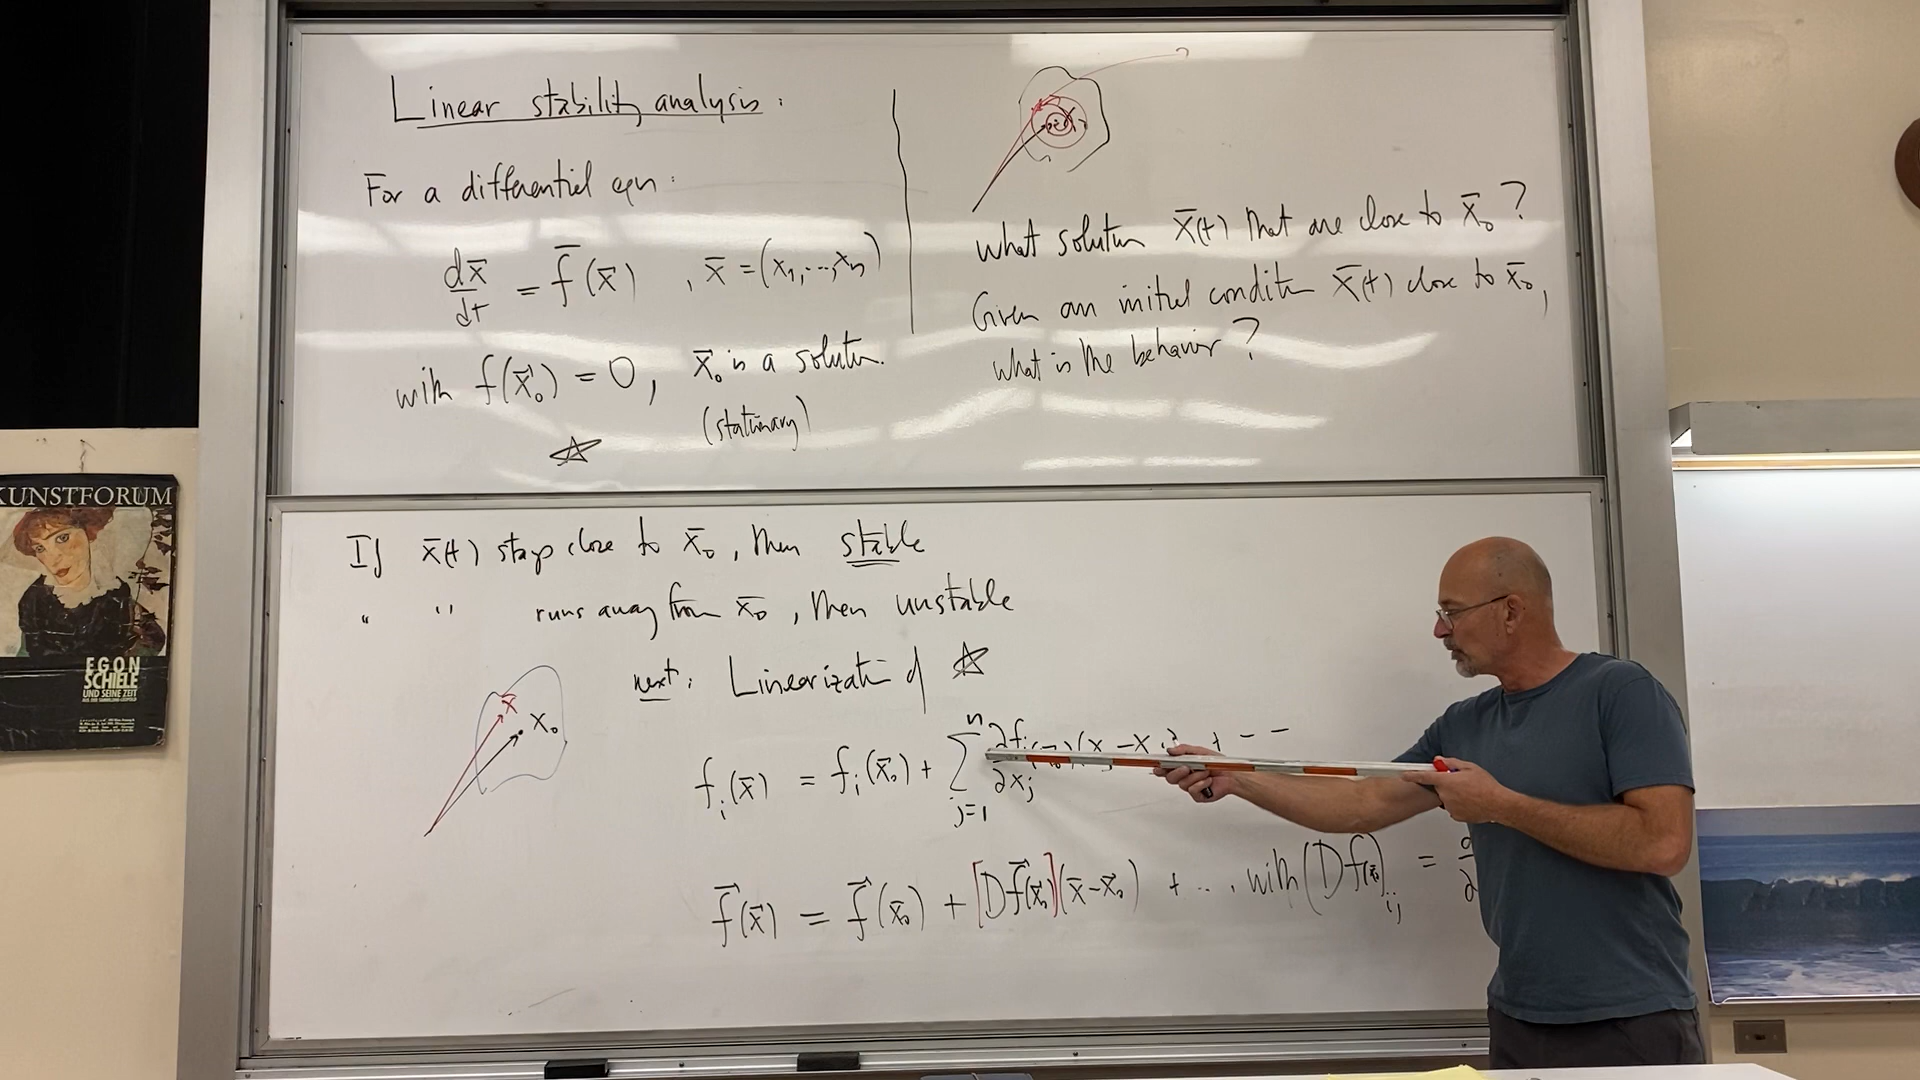 Linear stability analysis:
For a differential eqn:
dx̄/dt = f̄(x̄) , x̄ = (x₁, ..., xₙ)
with f(x̄₀) = 0, x̄₀ is a solution.
(stationary)
☆
?
What solution x̄(t) that are close to x̄₀?
Given an initial condition x̄(t) close to x̄₀,
what is the behavior?
If x̄(t) stays close to x̄₀, then stable
" " runs away from x̄₀, then unstable
next: Linearization of ☆
x̄
x₀
fᵢ(x̄) = fᵢ(x̄₀) + Σⁿⱼ₌₁ ∂fᵢ/∂xⱼ + - -
f⃗(x̄) = f⃗(x̄₀) + [Df⃗(x̄₀)](x̄-x̄₀) + ... with (Df(x̄₀))ᵢⱼ = ∂/∂
KUNSTFORUM
EGON
SCHIELE
UND SEINE ZEIT